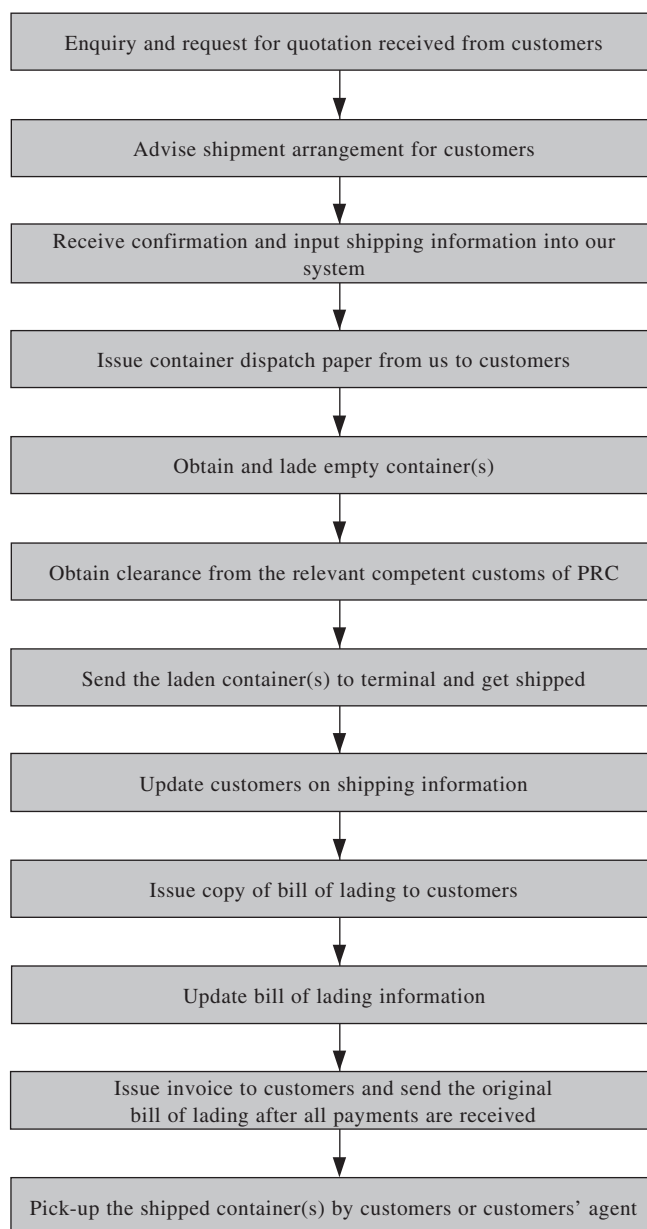 Enquiry and request for quotation received from customers
Advise shipment arrangement for customers
Receive confirmation and input shipping information into our
system
Issue container dispatch paper from us to customers
Obtain and lade empty container(s)
Obtain clearance from the relevant competent customs of PRC
Send the laden container(s) to terminal and get shipped
Update customers on shipping information
Issue copy of bill of lading to customers
Update bill of lading information
Issue invoice to customers and send the original
bill of lading after all payments are received
Pick-up the shipped container(s) by customers or customers’ agent